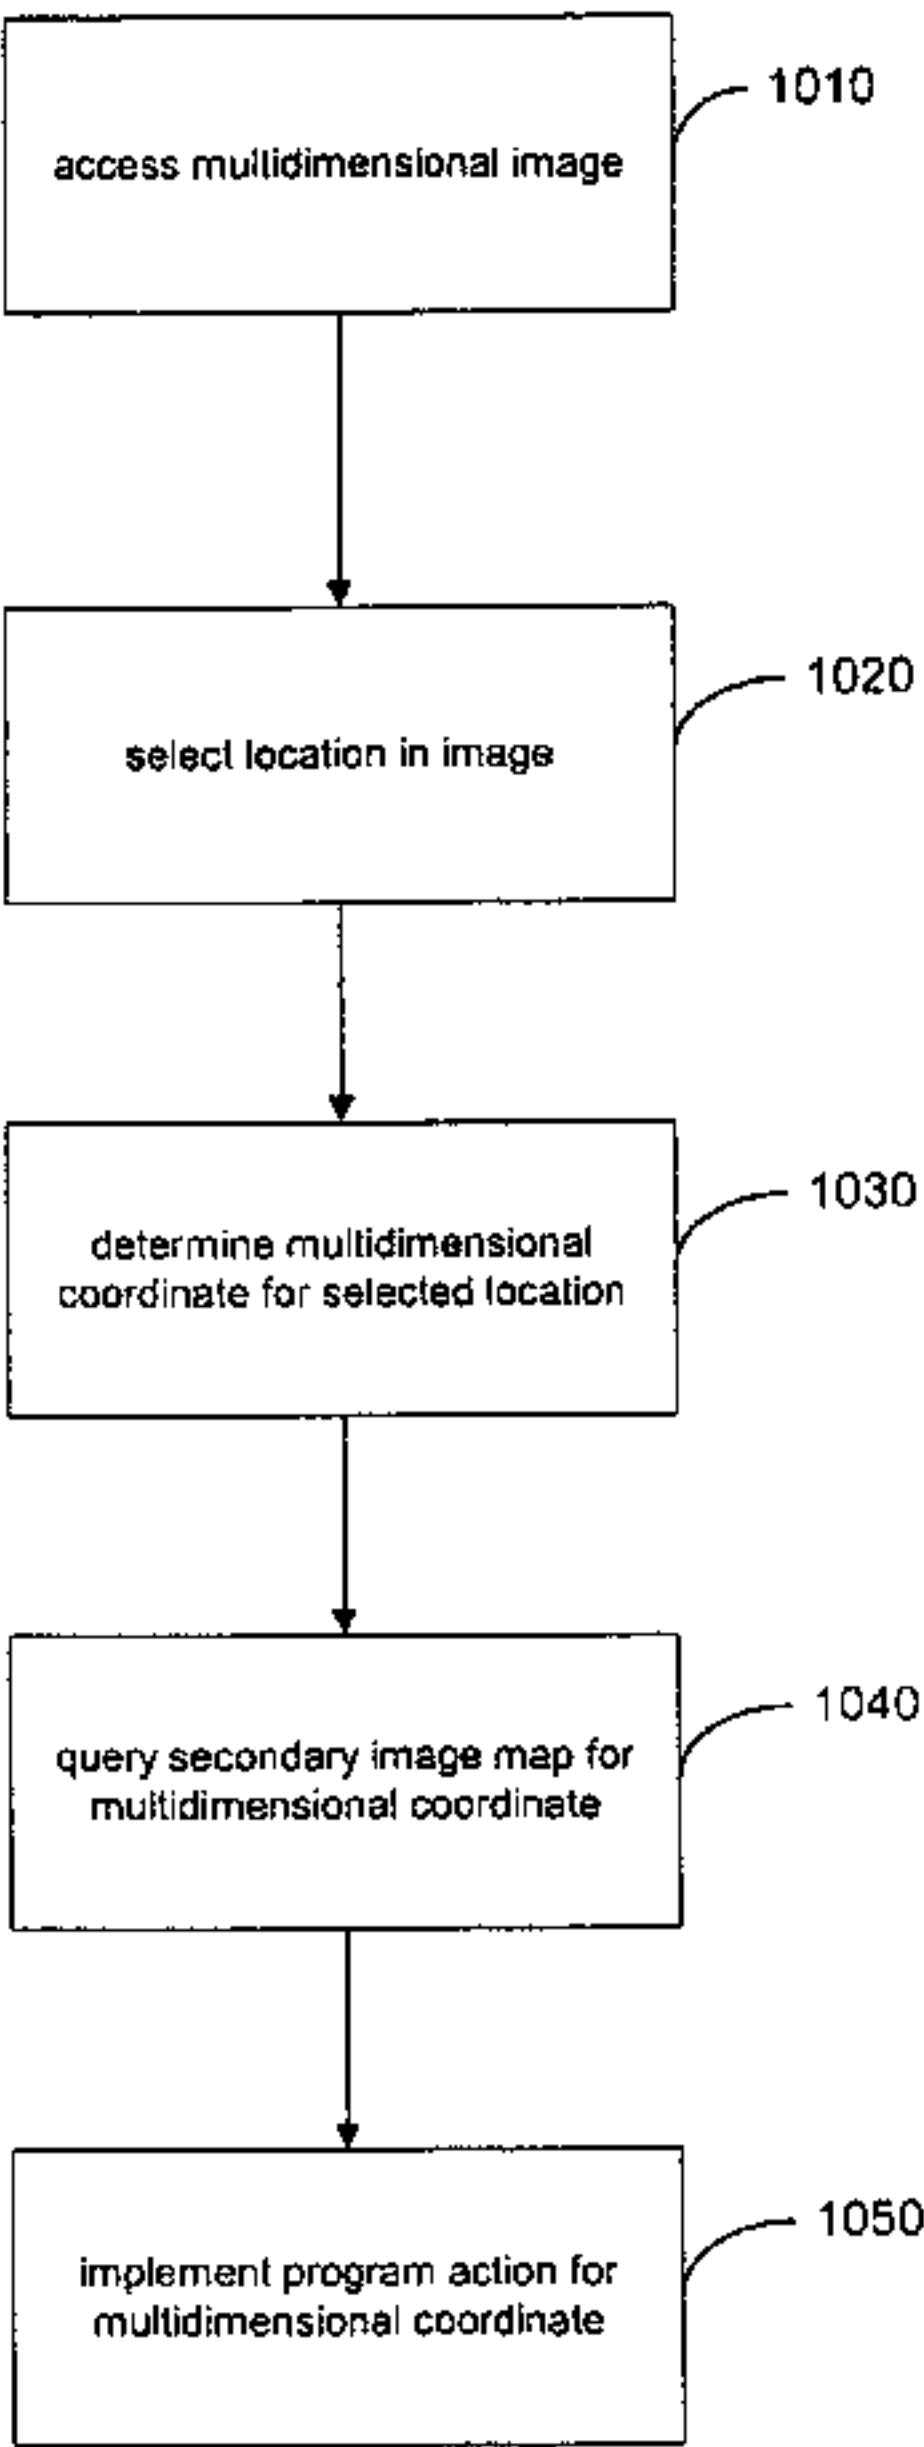 1010
access multidimensional image
1020
select location in image
1030
determine multidimensional
coordinate for selected location
1040
query secondary image map for
multidimensional coordinate
1050
implement program action for
multidimensional coordinate